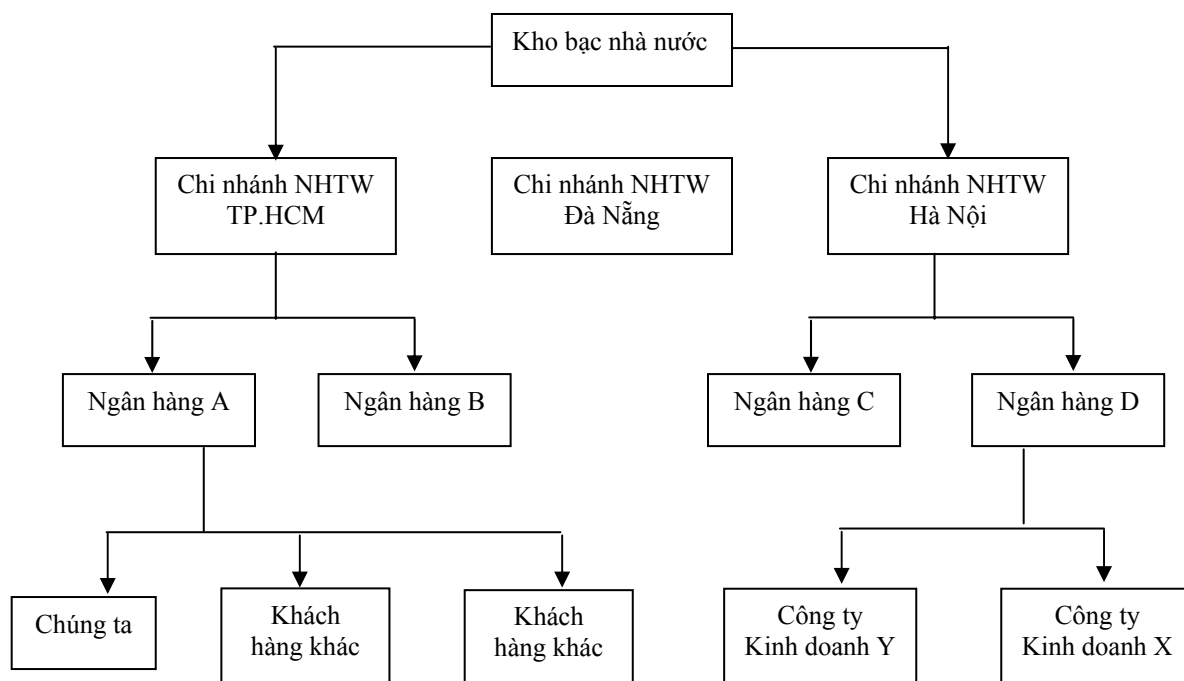 Kho bạc nhà nước
Chi nhánh NHTW
TP.HCM
Chi nhánh NHTW
Đà Nẵng
Chi nhánh NHTW
Hà Nội
Ngân hàng A
Ngân hàng B
Ngân hàng C
Ngân hàng D
Chúng ta
Khách
hàng khác
Khách
hàng khác
Công ty
Kinh doanh Y
Công ty
Kinh doanh X